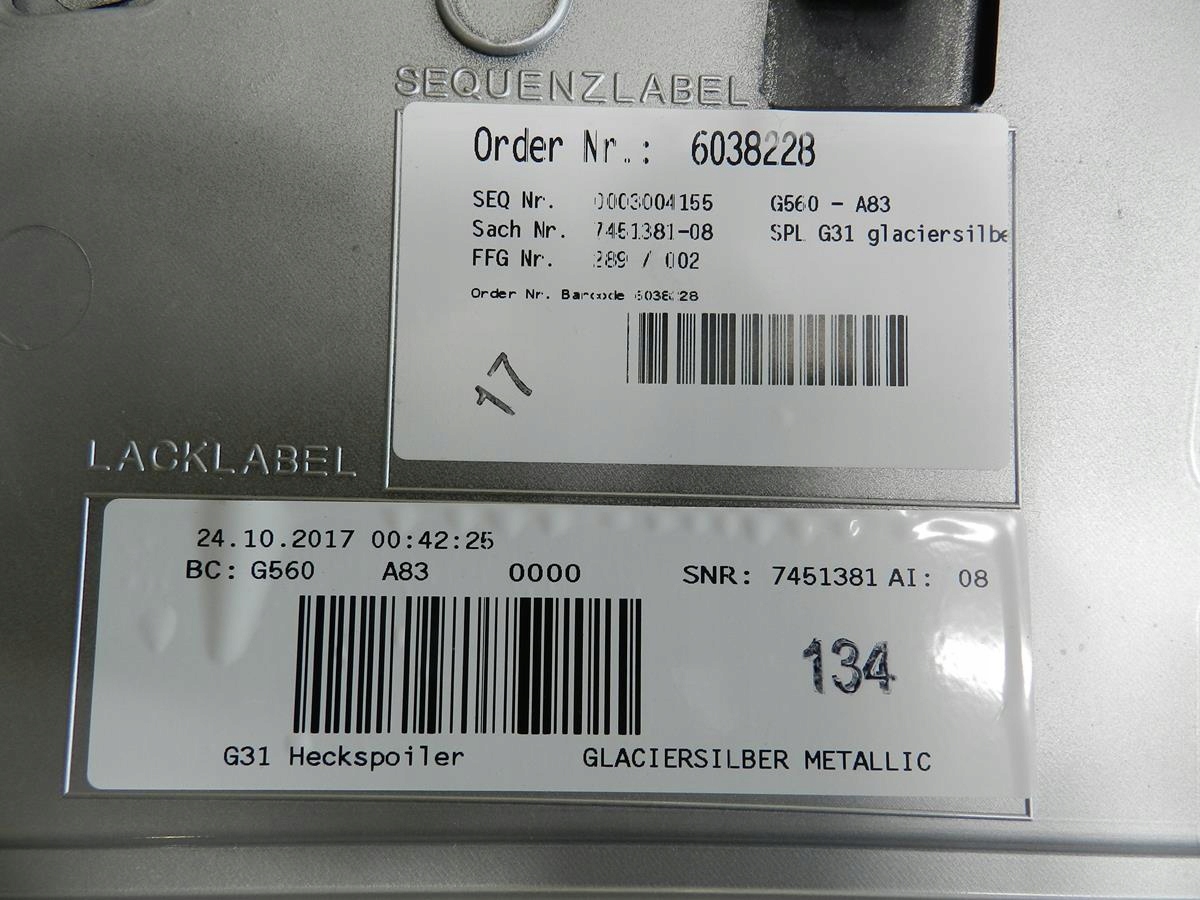 SEQUENZLABEL
Order Nr.: 6038228
SEQ Nr. 0003004155 G560 - A83
Sach Nr. 7451381-08 SPL G31 glaciersilbe
FFG Nr. 289 / 002
Order Nr. Barcode 6038228
17
LACKLABEL
24.10.2017 00:42:25
BC: G560 A83 0000 SNR: 7451381 AI: 08
134
G31 Heckspoiler GLACIERSILBER METALLIC